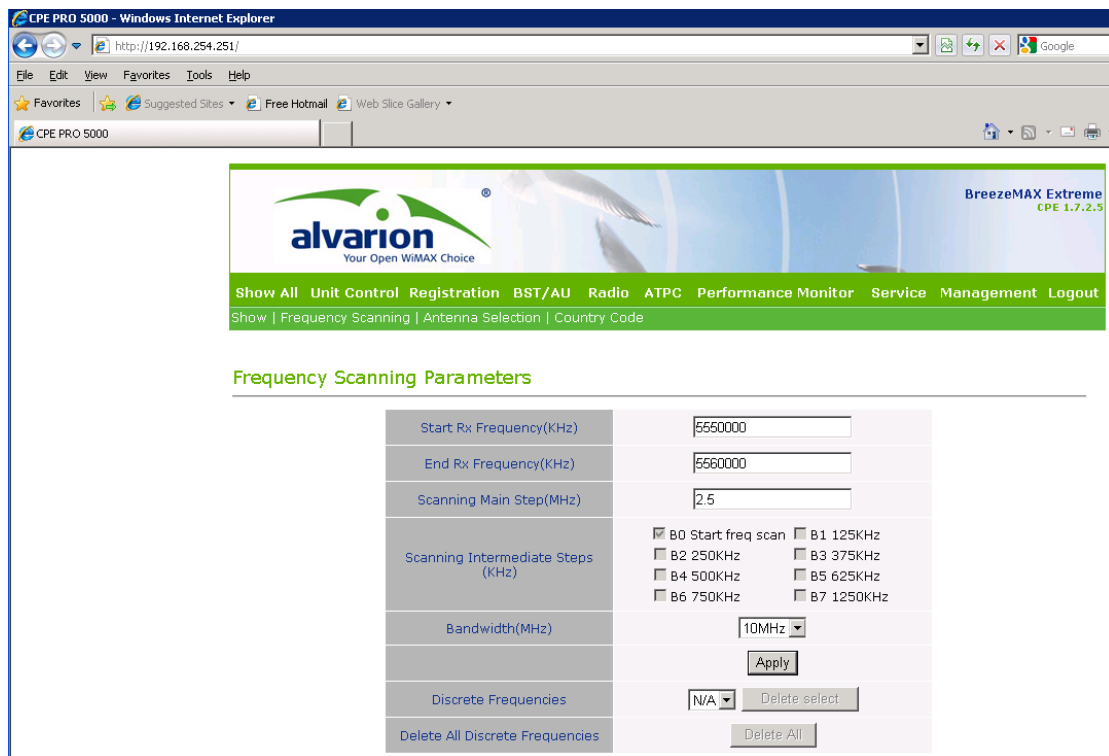 CPE PRO 5000 - Windows Internet Explorer
http://192.168.254.251/
Google
File Edit View Favorites Tools Help
Favorites Suggested Sites Free Hotmail Web Slice Gallery
CPE PRO 5000
alvarion ®
Your Open WiMAX Choice
BreezeMAX Extreme
CPE 1.7.2.5
Show All Unit Control Registration BST/AU Radio ATPC Performance Monitor Service Management Logout
Show | Frequency Scanning | Antenna Selection | Country Code
Frequency Scanning Parameters
Start Rx Frequency(KHz) 5550000
End Rx Frequency(KHz) 5560000
Scanning Main Step(MHz) 2.5
Scanning Intermediate Steps
(KHz)
B0 Start freq scan B1 125KHz
B2 250KHz B3 375KHz
B4 500KHz B5 625KHz
B6 750KHz B7 1250KHz
Bandwidth(MHz) 10MHz
Apply
Discrete Frequencies N/A Delete select
Delete All Discrete Frequencies Delete All